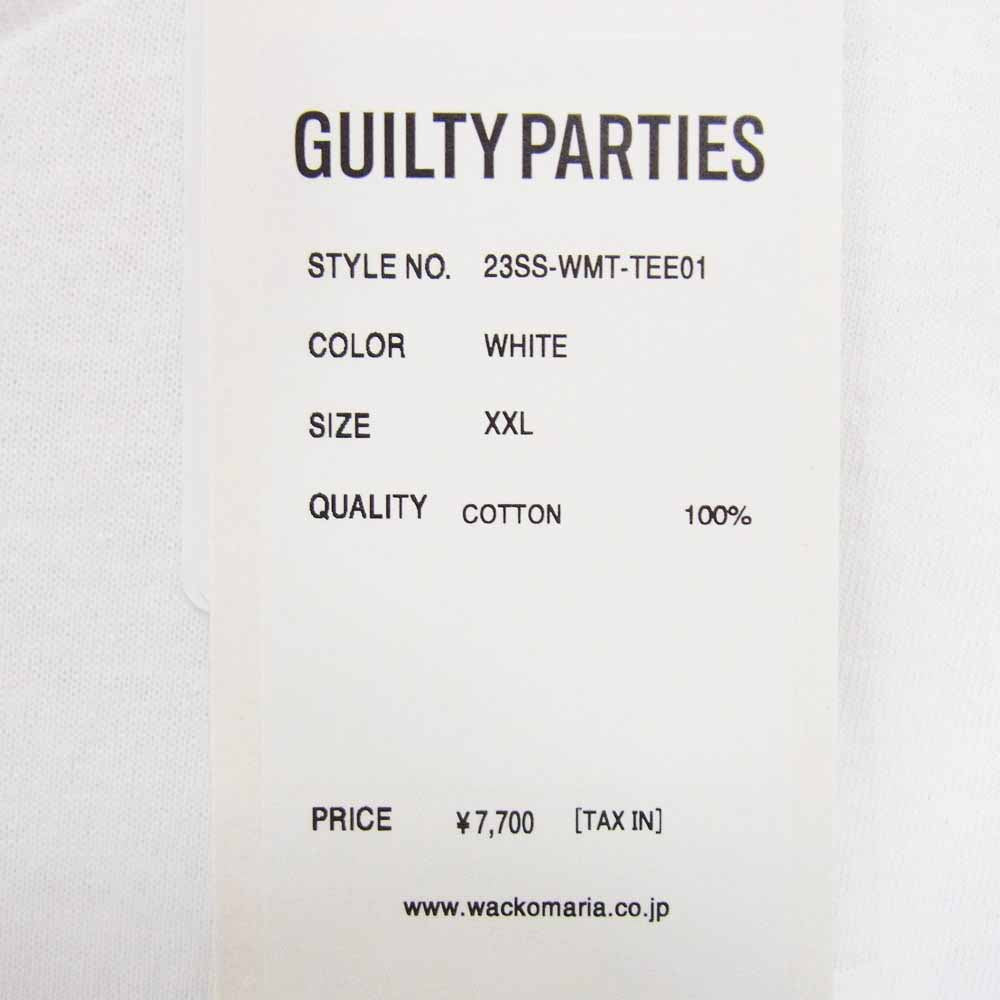 GUILTY PARTIES
STYLE NO. 23SS-WMT-TEE01
COLOR WHITE
SIZE XXL
QUALITY COTTON 100%
PRICE ¥7,700 [TAX IN]
www.wackomaria.co.jp